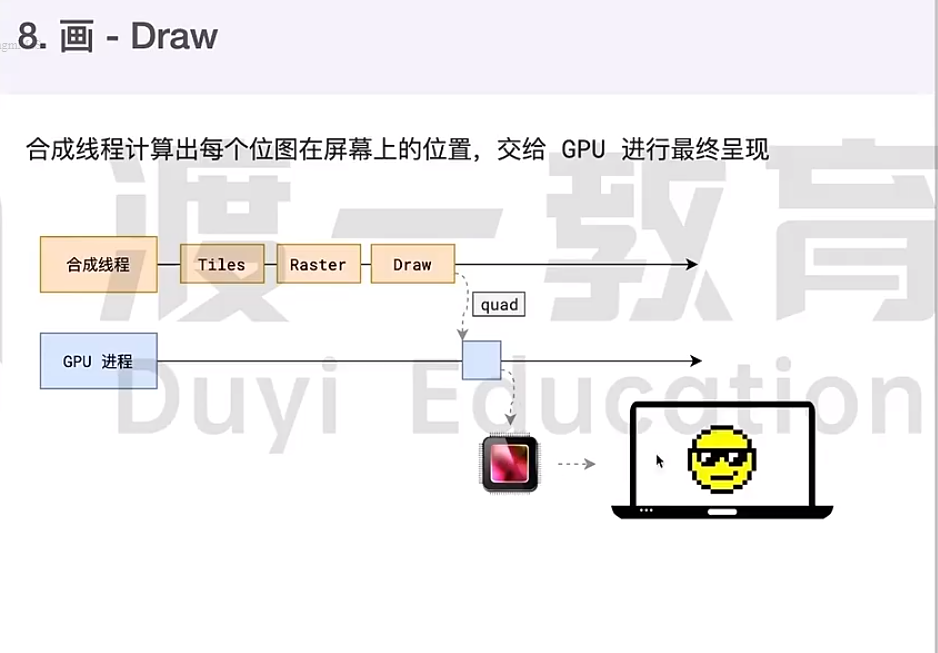 8. 画 - Draw
合成线程计算出每个位图在屏幕上的位置，交给 GPU 进行最终呈现
渡一教育
合成线程
Tiles
Raster
Draw
quad
GPU 进程
Duyi Education